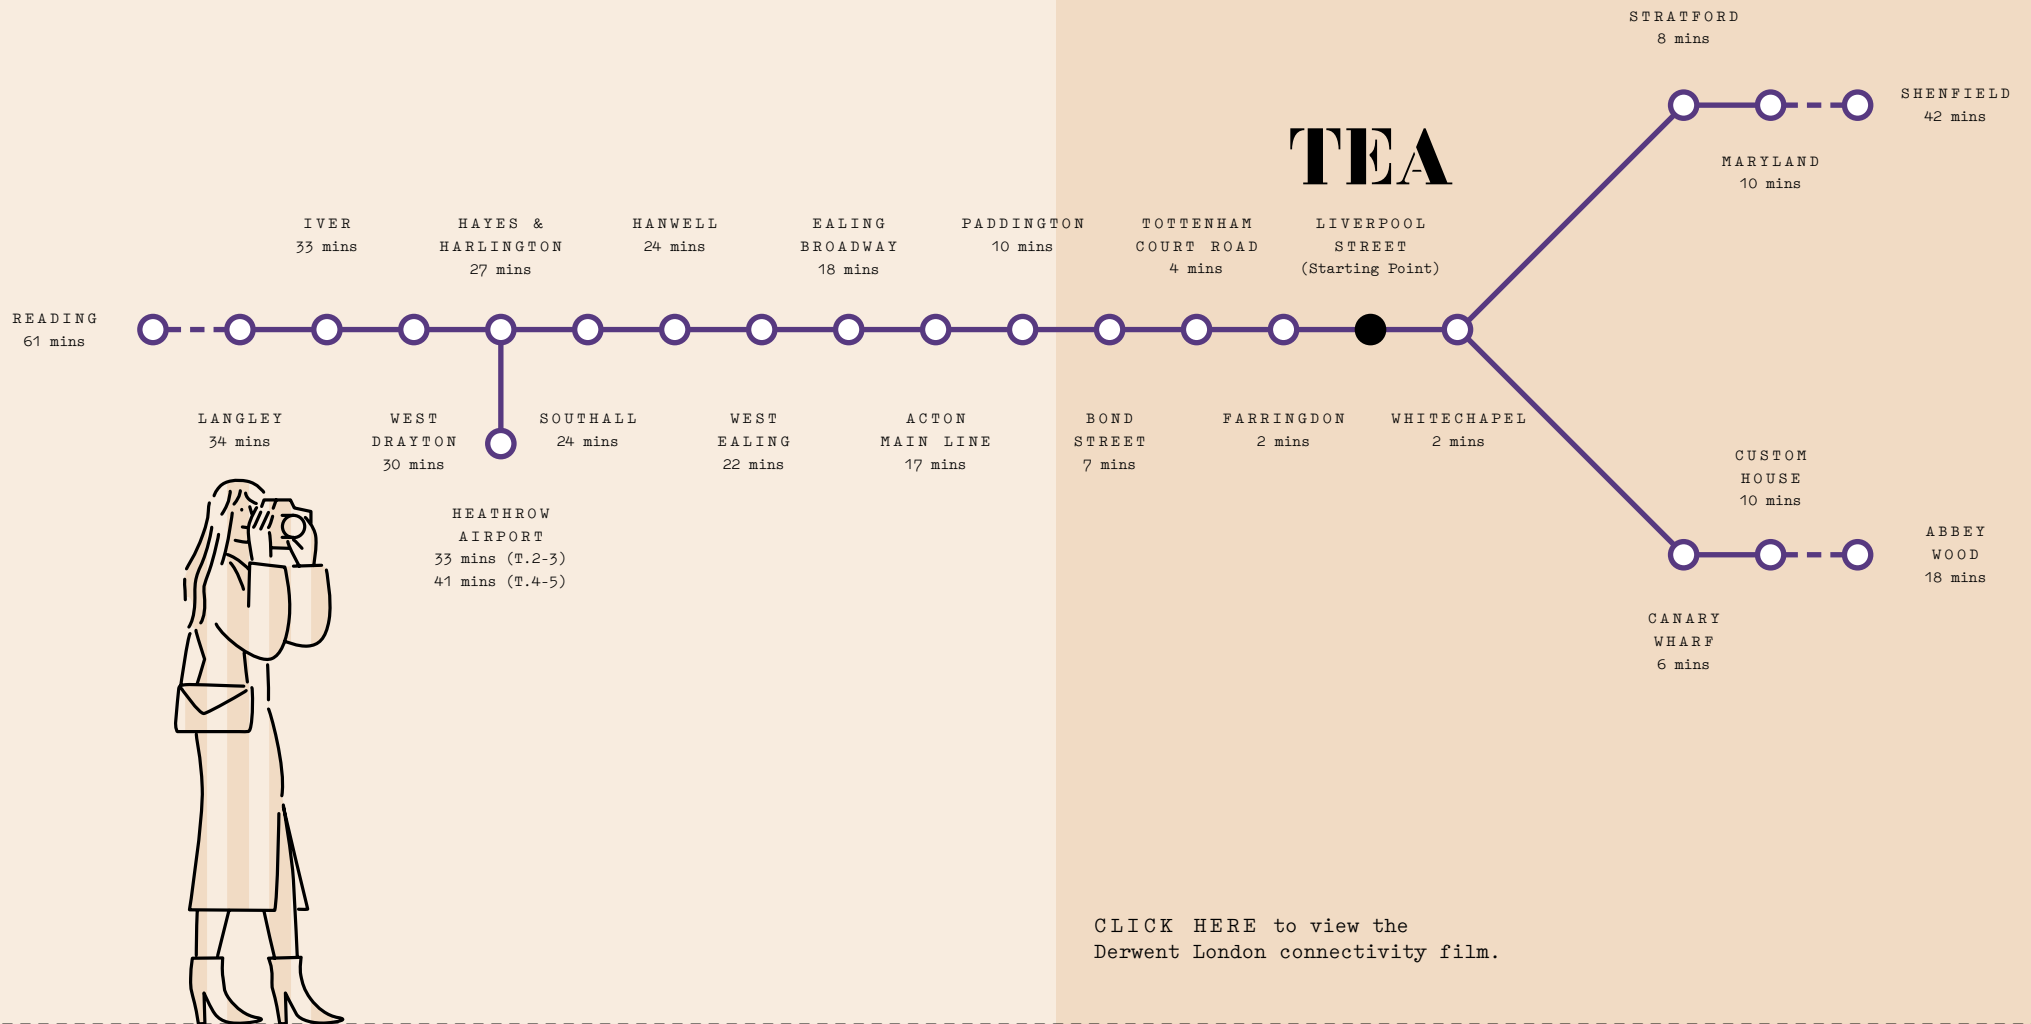 STRATFORD
8 mins
SHENFIELD
42 mins
MARYLAND
10 mins
TEA
IVER
33 mins
HAYES &
HARLINGTON
27 mins
HANWELL
24 mins
EALING
BROADWAY
18 mins
PADDINGTON
10 mins
TOTTENHAM
COURT ROAD
4 mins
LIVERPOOL
STREET
(Starting Point)
READING
61 mins
LANGLEY
34 mins
WEST
DRAYTON
30 mins
SOUTHALL
24 mins
WEST
EALING
22 mins
ACTON
MAIN LINE
17 mins
BOND
STREET
7 mins
FARRINGDON
2 mins
WHITECHAPEL
2 mins
HEATHROW
AIRPORT
33 mins (T.2-3)
41 mins (T.4-5)
CUSTOM
HOUSE
10 mins
ABBEY
WOOD
18 mins
CANARY
WHARF
6 mins
CLICK HERE to view the
Derwent London connectivity film.